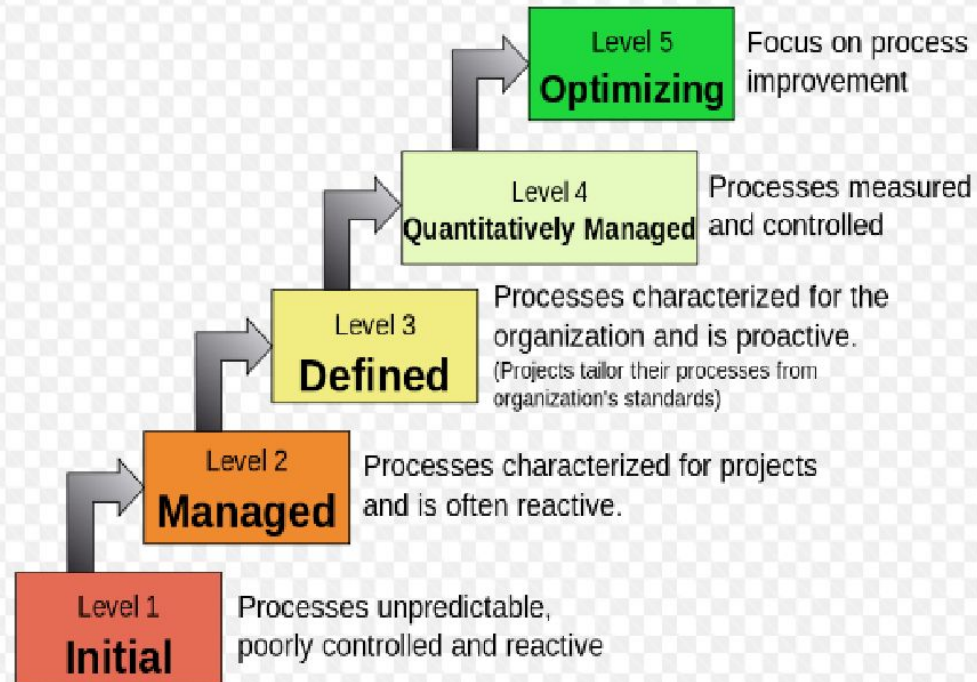 Level 5
Optimizing
Focus on process
improvement
Level 4
Quantitatively Managed
Processes measured
and controlled
Level 3
Defined
Processes characterized for the
organization and is proactive.
(Projects tailor their processes from
organization's standards)
Level 2
Managed
Processes characterized for projects
and is often reactive.
Level 1
Initial
Processes unpredictable,
poorly controlled and reactive